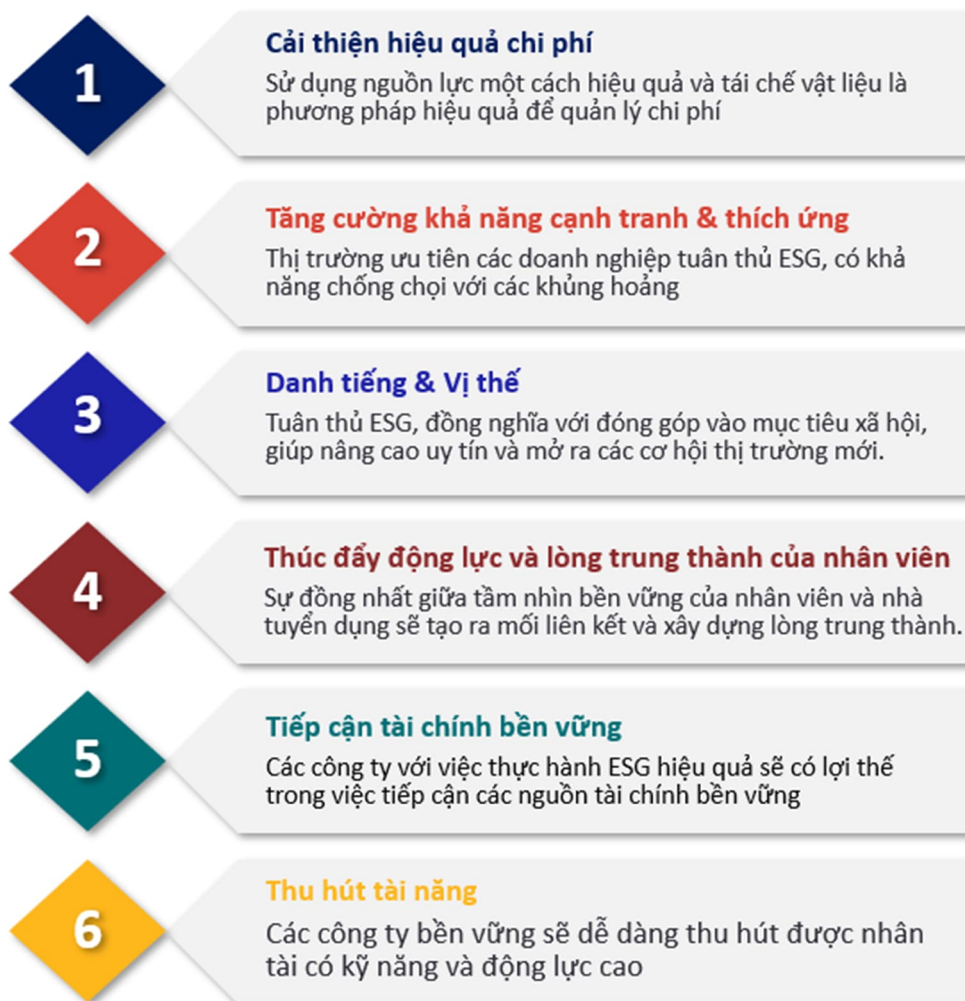 1
Cải thiện hiệu quả chi phí
Sử dụng nguồn lực một cách hiệu quả và tái chế vật liệu là
phương pháp hiệu quả để quản lý chi phí
2
Tăng cường khả năng cạnh tranh & thích ứng
Thị trường ưu tiên các doanh nghiệp tuân thủ ESG, có khả
năng chống chọi với các khủng hoảng
3
Danh tiếng & Vị thế
Tuân thủ ESG, đồng nghĩa với đóng góp vào mục tiêu xã hội,
giúp nâng cao uy tín và mở ra các cơ hội thị trường mới.
4
Thúc đẩy động lực và lòng trung thành của nhân viên
Sự đồng nhất giữa tầm nhìn bền vững của nhân viên và nhà
tuyển dụng sẽ tạo ra mối liên kết và xây dựng lòng trung thành.
5
Tiếp cận tài chính bền vững
Các công ty với việc thực hành ESG hiệu quả sẽ có lợi thế
trong việc tiếp cận các nguồn tài chính bền vững
6
Thu hút tài năng
Các công ty bền vững sẽ dễ dàng thu hút được nhân
tài có kỹ năng và động lực cao